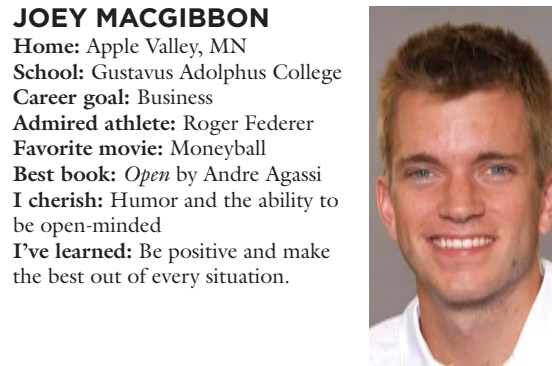 JOEY MACGIBBON
Home: Apple Valley, MN
School: Gustavus Adolphus College
Career goal: Business
Admired athlete: Roger Federer
Favorite movie: Moneyball
Best book: Open by Andre Agassi
I cherish: Humor and the ability to
be open-minded
I've learned: Be positive and make
the best out of every situation.